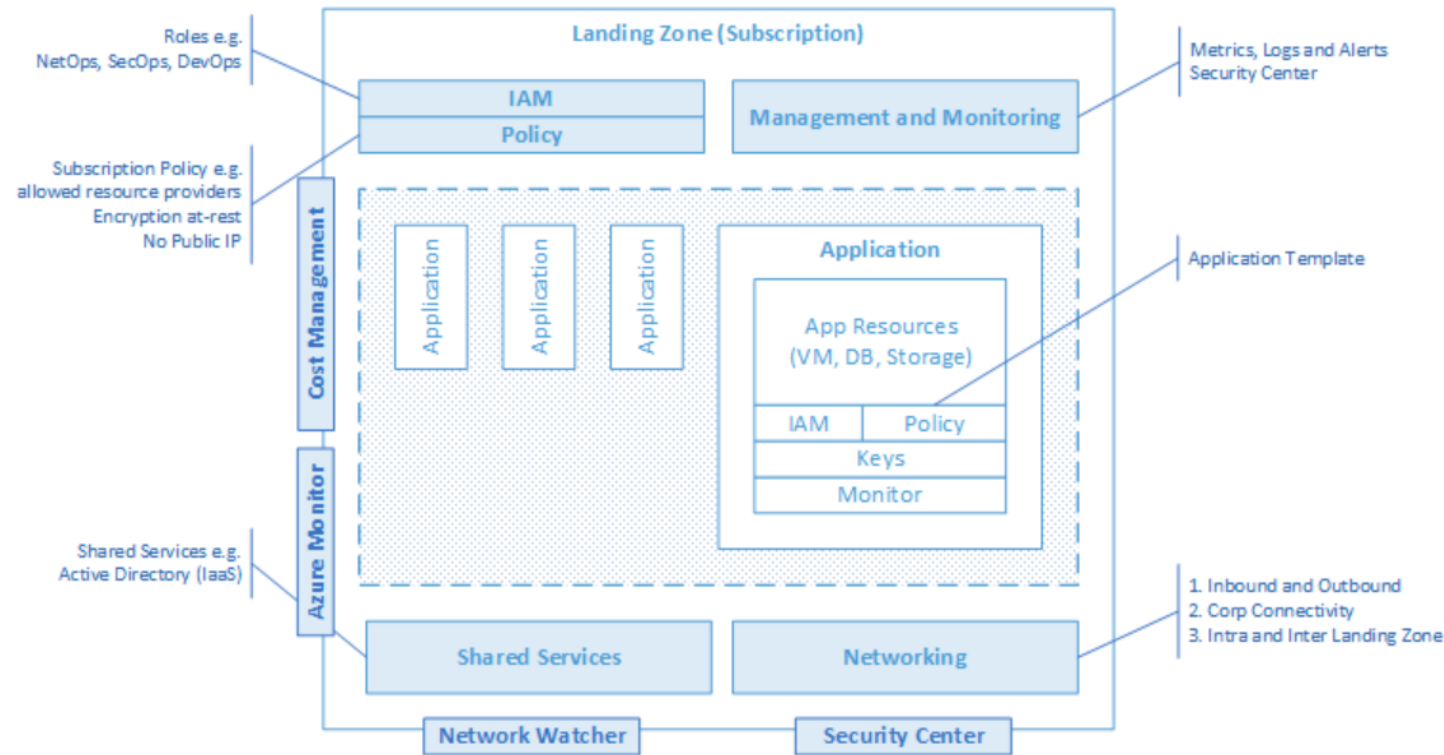 Landing Zone (Subscription)
Roles e.g.
NetOps, SecOps, DevOps
IAM
Policy
Management and Monitoring
Metrics, Logs and Alerts
Security Center
Subscription Policy e.g.
allowed resource providers
Encryption at-rest
No Public IP
Cost Management
Application
Application
Application
Application
App Resources
(VM, DB, Storage)
IAM
Policy
Keys
Monitor
Application Template
Azure Monitor
Shared Services e.g.
Active Directory (IaaS)
Shared Services
Networking
1. Inbound and Outbound
2. Corp Connectivity
3. Intra and Inter Landing Zone
Network Watcher
Security Center